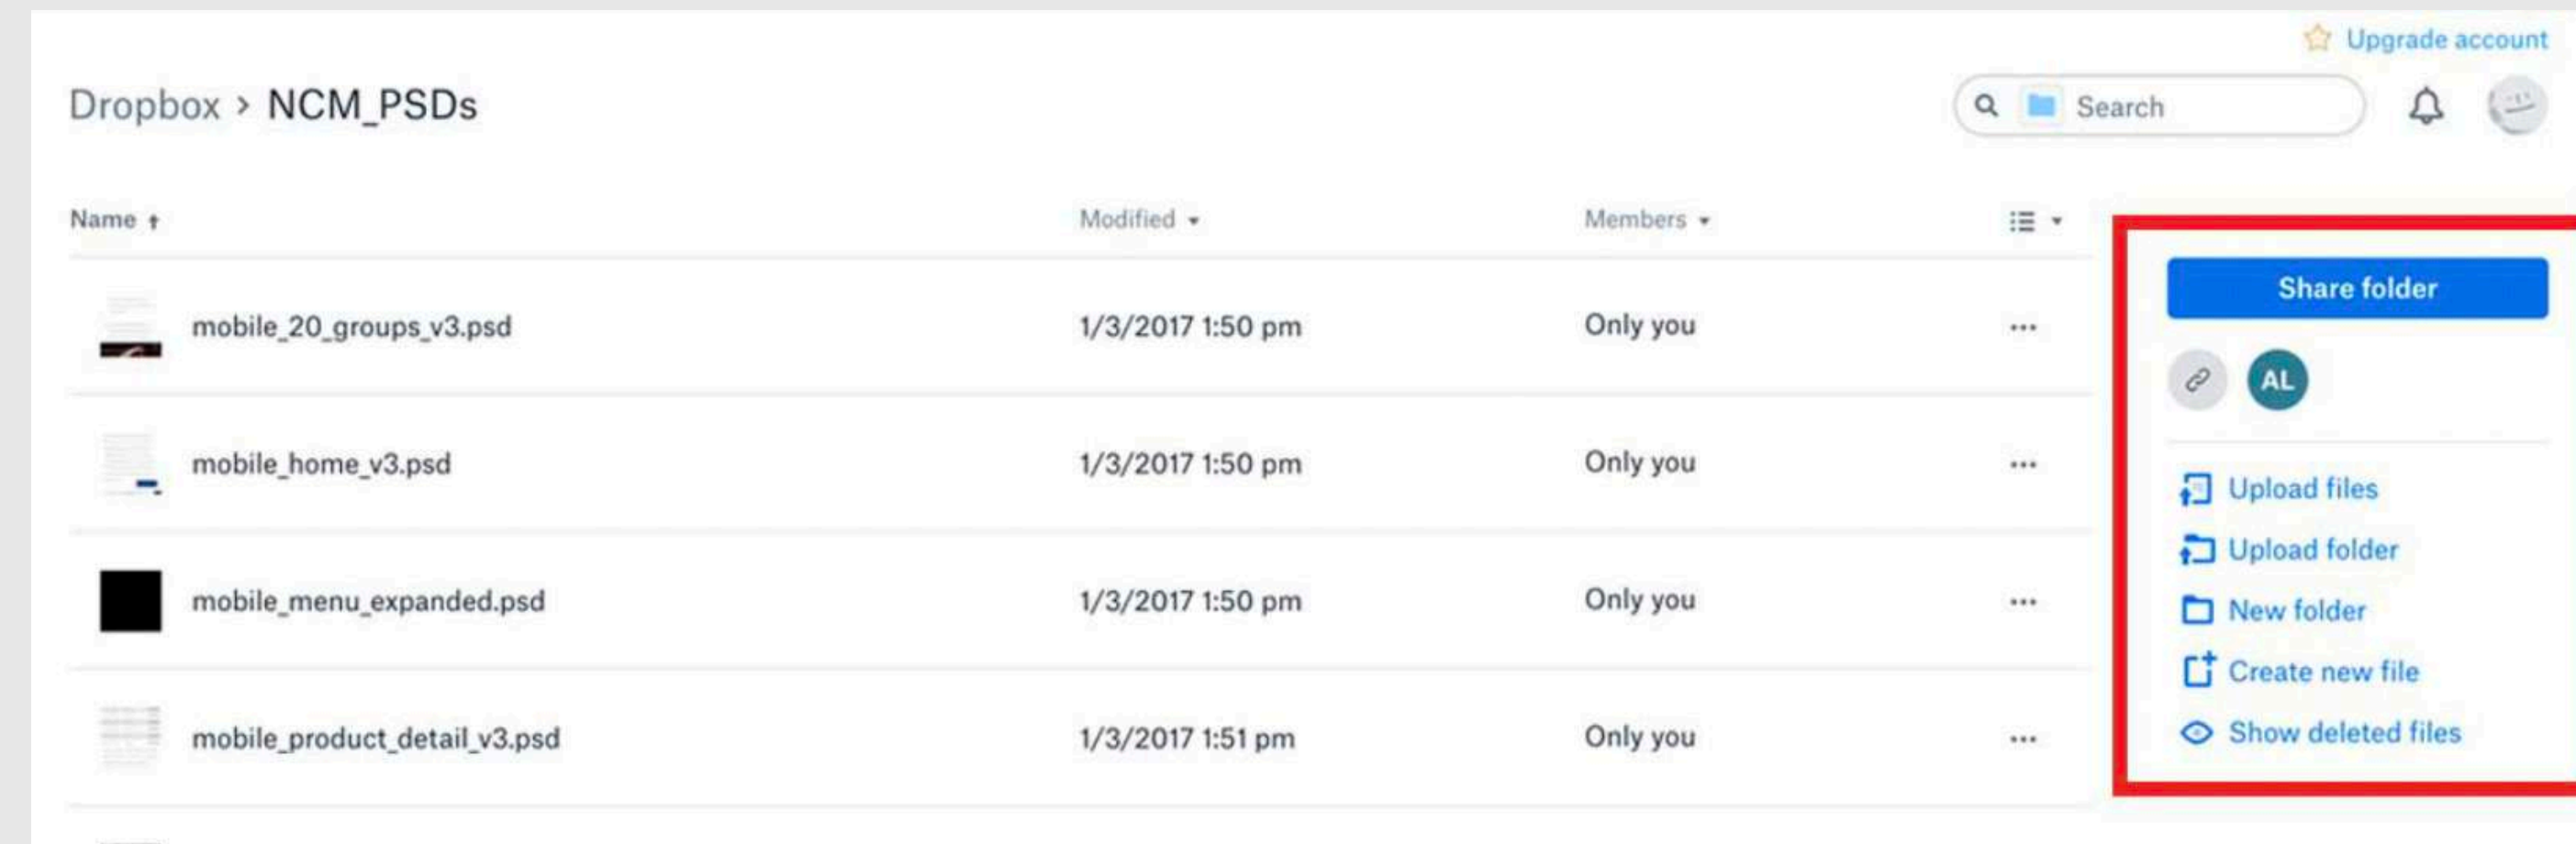 Upgrade account
Dropbox > NCM_PSDs
Search
Name Modified Members
mobile_20_groups_v3.psd 1/3/2017 1:50 pm Only you ...
Share folder
AL
mobile_home_v3.psd 1/3/2017 1:50 pm Only you ...
mobile_menu_expanded.psd 1/3/2017 1:50 pm Only you ...
mobile_product_detail_v3.psd 1/3/2017 1:51 pm Only you ...
Upload files
Upload folder
New folder
Create new file
Show deleted files